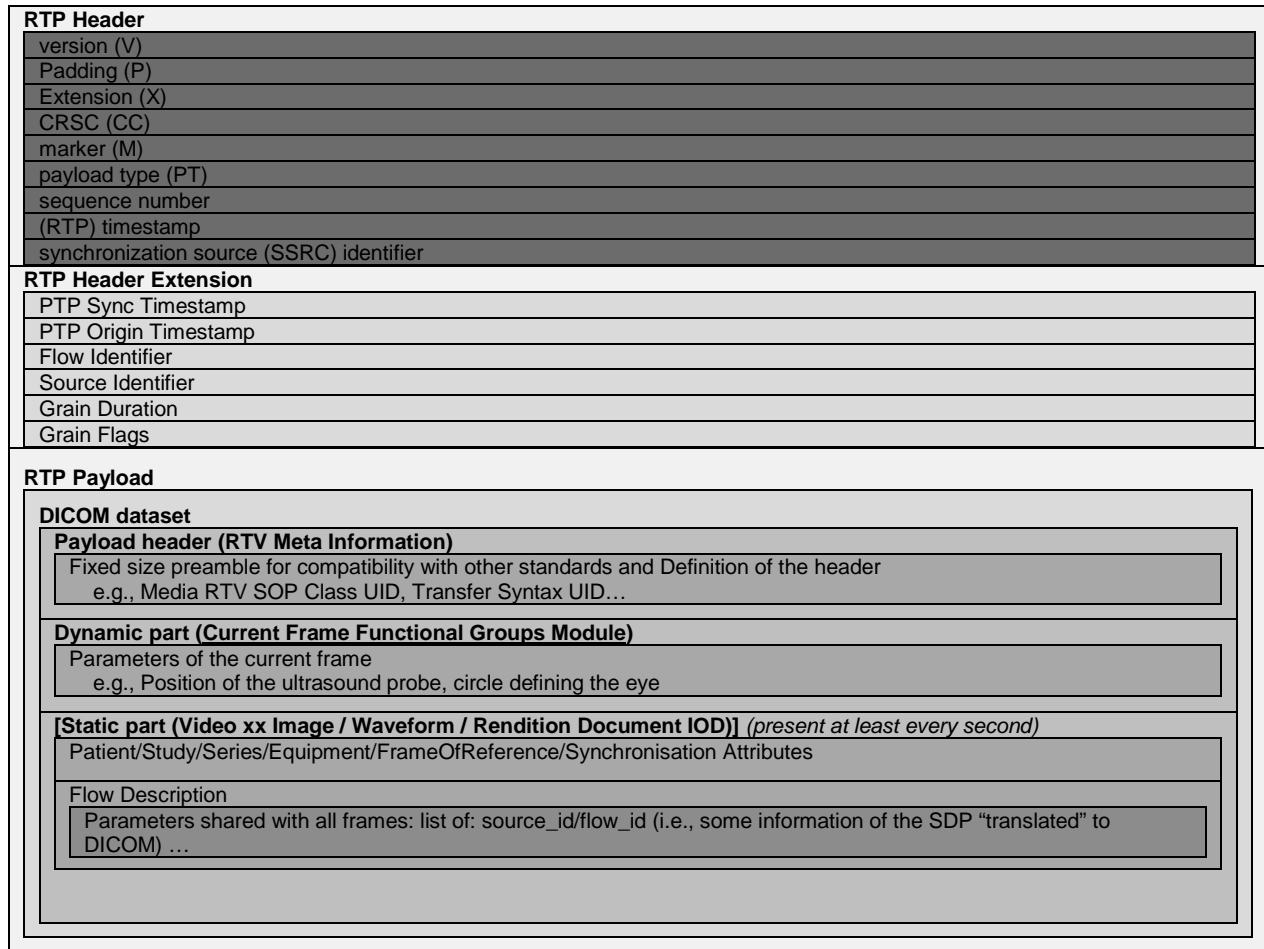 RTP Header
version (V)
Padding (P)
Extension (X)
CRSC (CC)
marker (M)
payload type (PT)
sequence number
(RTP) timestamp
synchronization source (SSRC) identifier
RTP Header Extension
PTP Sync Timestamp
PTP Origin Timestamp
Flow Identifier
Source Identifier
Grain Duration
Grain Flags
RTP Payload
DICOM dataset
Payload header (RTV Meta Information)
Fixed size preamble for compatibility with other standards and Definition of the header
e.g., Media RTV SOP Class UID, Transfer Syntax UID…
Dynamic part (Current Frame Functional Groups Module)
Parameters of the current frame
e.g., Position of the ultrasound probe, circle defining the eye
[Static part (Video xx Image / Waveform / Rendition Document IOD)] (present at least every second)
Patient/Study/Series/Equipment/FrameOfReference/Synchronisation Attributes
Flow Description
Parameters shared with all frames: list of: source_id/flow_id (i.e., some information of the SDP “translated” to
DICOM) …